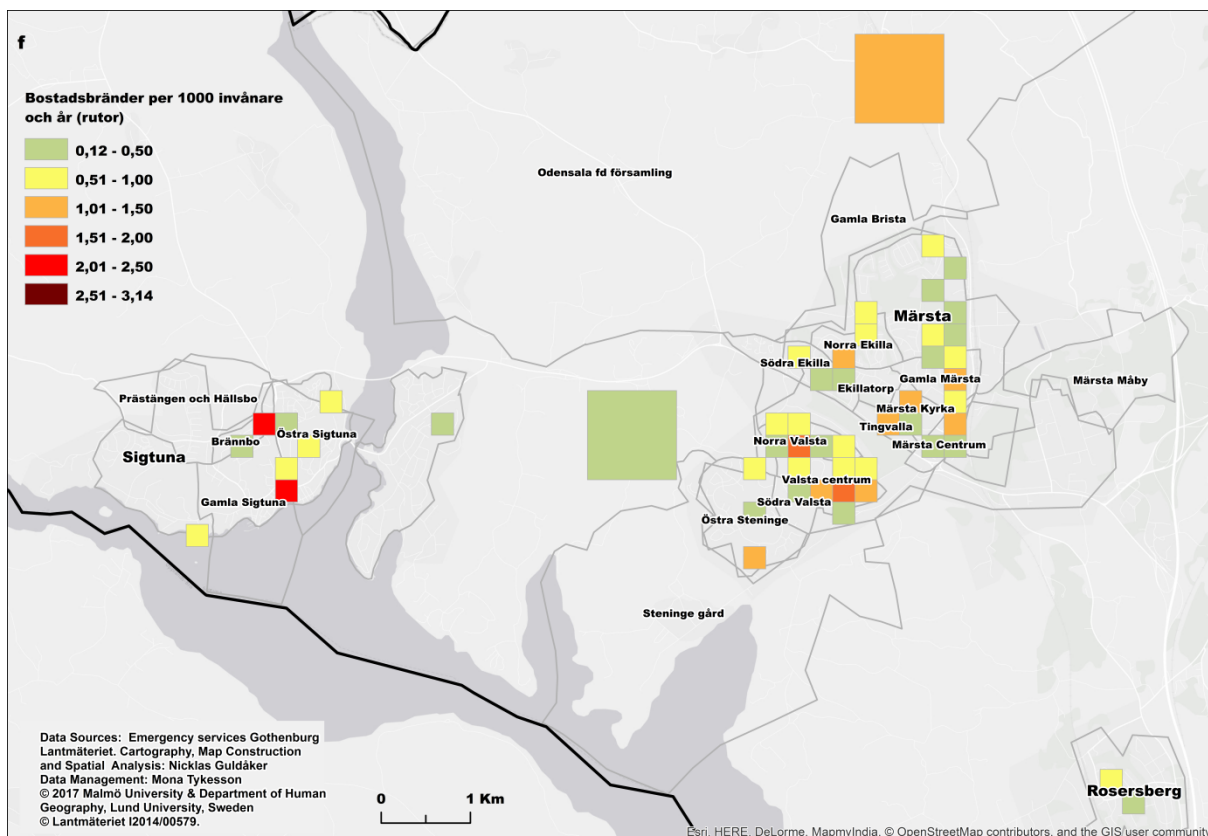 f
Bostadsbränder per 1000 invånare
och år (rutor)
0,12 - 0,50
0,51 - 1,00
1,01 - 1,50
1,51 - 2,00
2,01 - 2,50
2,51 - 3,14
Odensala fd församling
Gamla Brista
Märsta
Norra Ekilla
Södra Ekilla
Gamla Märsta
Ekillatorp
Märsta Måby
Prästängen och Hällsbo
Märsta Kyrka
Tingvalla
Östra Sigtuna
Brännbo
Norra Valsta
Märsta Centrum
Sigtuna
Valsta centrum
Gamla Sigtuna
Södra Valsta
Östra Steninge
Steninge gård
Rosersberg
Data Sources: Emergency services Gothenburg
Lantmäteriet. Cartography, Map Construction
and Spatial Analysis: Nicklas Guldåker
Data Management: Mona Tykesson
© 2017 Malmö University & Department of Human
Geography, Lund University, Sweden
© Lantmäteriet I2014/00579.
0 1 Km
Esri, HERE, DeLorme, MapmyIndia, © OpenStreetMap contributors, and the GIS user community